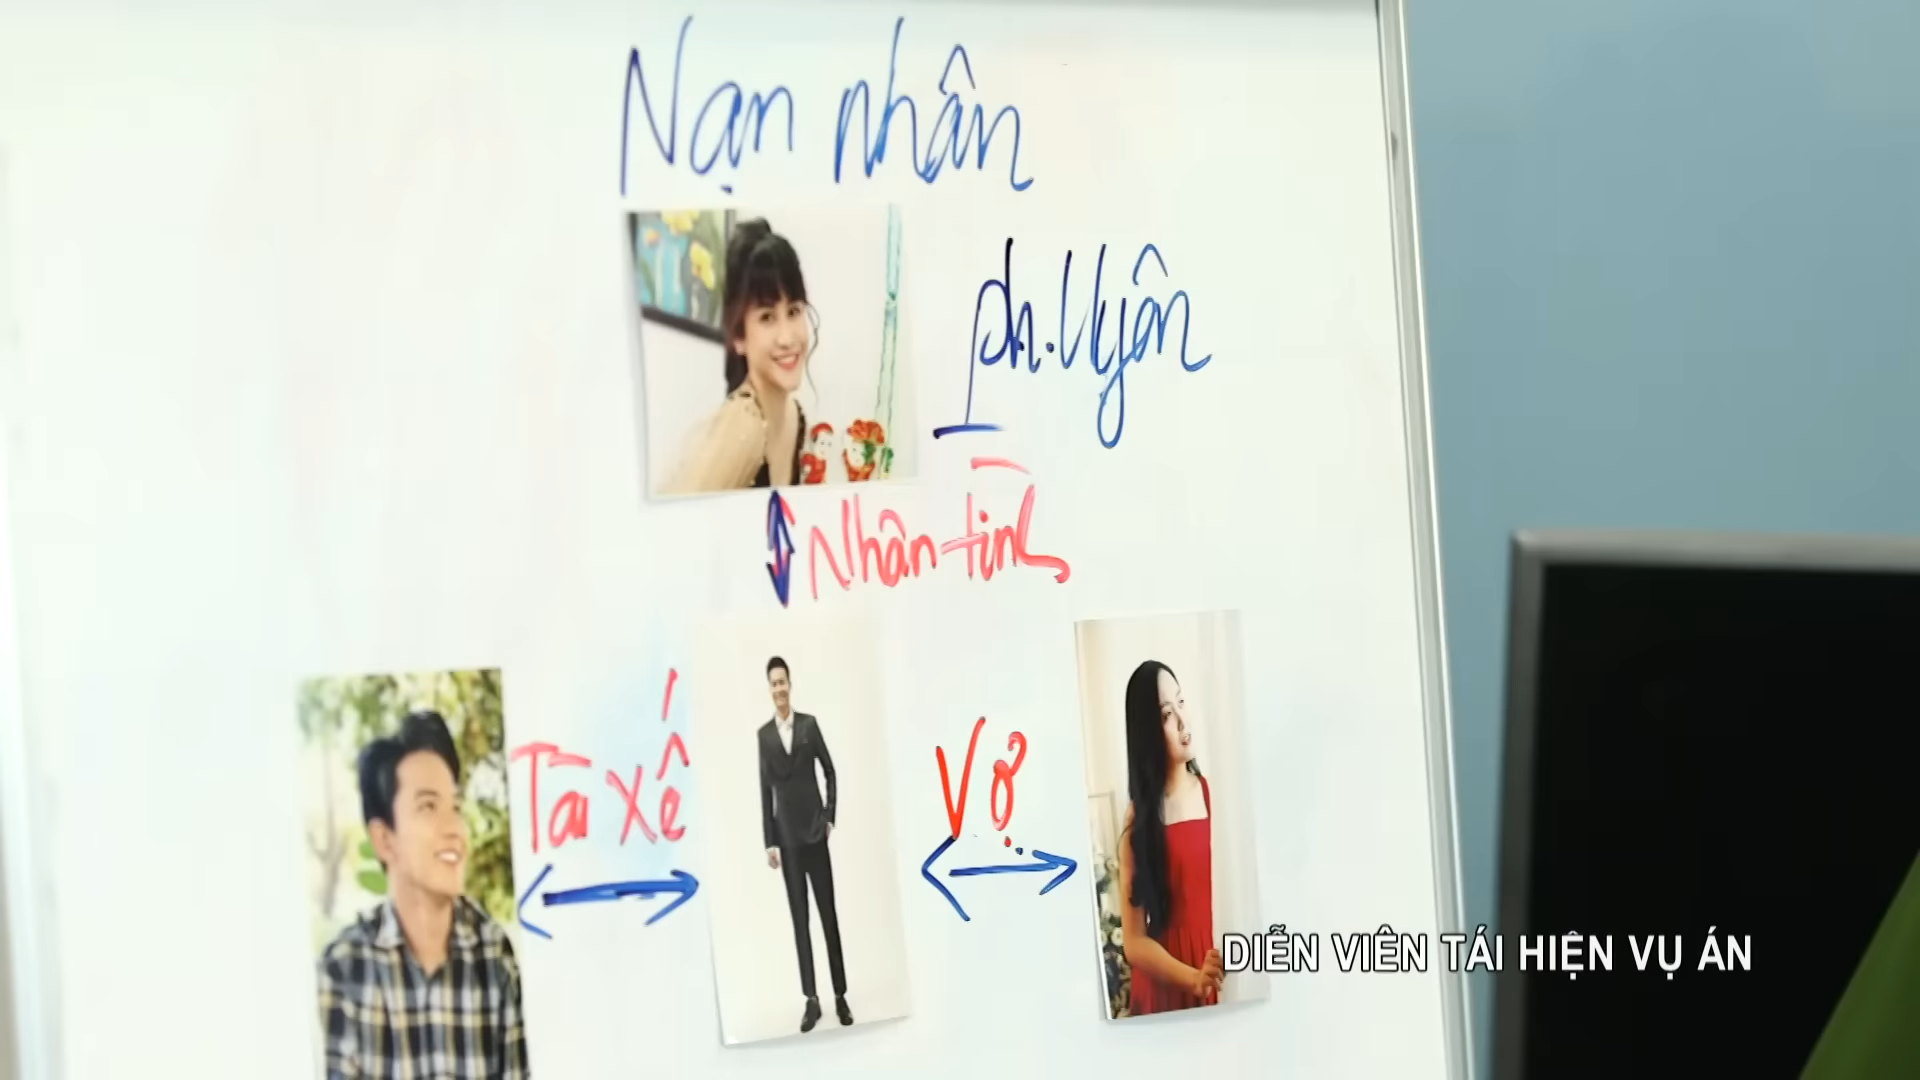 Nạn nhân
Ph. Uyên
Nhân tình
Tài xế
Vợ
DIỄN VIÊN TÁI HIỆN VỤ ÁN